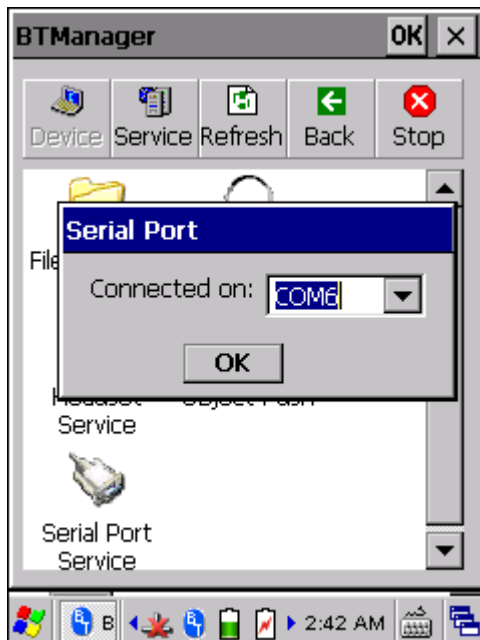 BTManager OK
Device Service Refresh Back Stop
Serial Port
File
Connected on: COM6
OK
Headset Object Push
Service
Serial Port
Service
B 2:42 AM